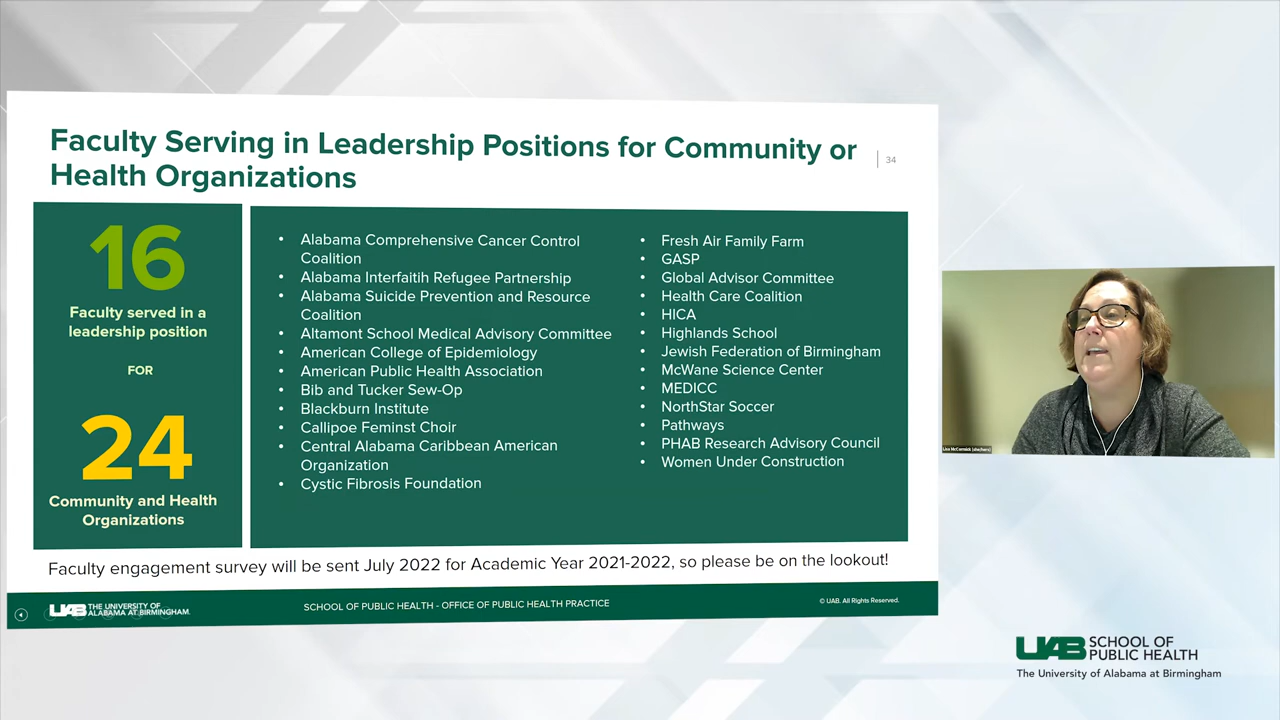 Faculty Serving in Leadership Positions for Community or
Health Organizations
34
16
Faculty served in a
leadership position
FOR
24
Community and Health
Organizations
• Alabama Comprehensive Cancer Control
Coalition
• Alabama Interfaitih Refugee Partnership
• Alabama Suicide Prevention and Resource
Coalition
• Altamont School Medical Advisory Committee
• American College of Epidemiology
• American Public Health Association
• Bib and Tucker Sew-Op
• Blackburn Institute
• Callipoe Feminst Choir
• Central Alabama Caribbean American
Organization
• Cystic Fibrosis Foundation
• Fresh Air Family Farm
• GASP
• Global Advisor Committee
• Health Care Coalition
• HICA
• Highlands School
• Jewish Federation of Birmingham
• McWane Science Center
• MEDICC
• NorthStar Soccer
• Pathways
• PHAB Research Advisory Council
• Women Under Construction
Faculty engagement survey will be sent July 2022 for Academic Year 2021-2022, so please be on the lookout!
UAB THE UNIVERSITY OF
ALABAMA AT BIRMINGHAM.
SCHOOL OF PUBLIC HEALTH - OFFICE OF PUBLIC HEALTH PRACTICE
© UAB. All Rights Reserved.
Lisa McCormick (she/hers)
UAB SCHOOL OF
PUBLIC HEALTH
The University of Alabama at Birmingham